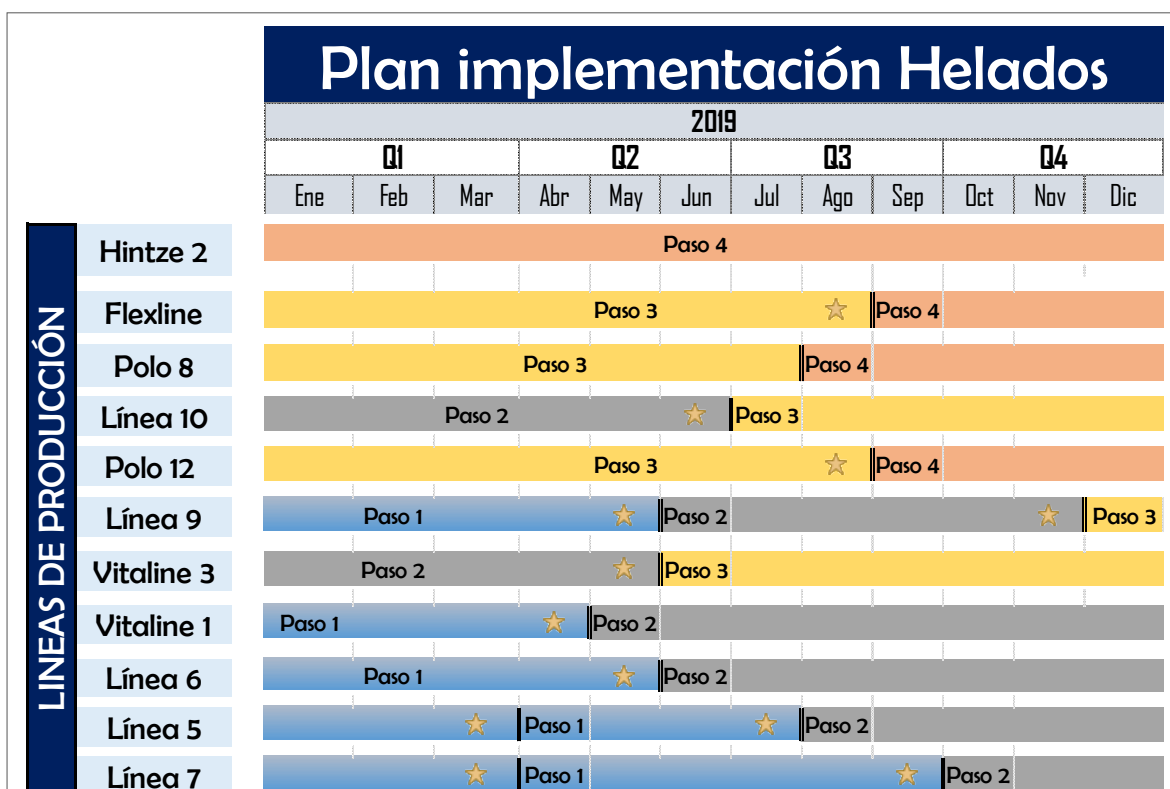 Plan implementación Helados
2019
Q1 Q2 Q3 Q4
Ene Feb Mar Abr May Jun Jul Ago Sep Oct Nov Dic
LINEAS DE PRODUCCIÓN
Hintze 2 Paso 4
Flexline Paso 3 Paso 4
Polo 8 Paso 3 Paso 4
Línea 10 Paso 2 Paso 3
Polo 12 Paso 3 Paso 4
Línea 9 Paso 1 Paso 2 Paso 3
Vitaline 3 Paso 2 Paso 3
Vitaline 1 Paso 1 Paso 2
Línea 6 Paso 1 Paso 2
Línea 5 Paso 1 Paso 2
Línea 7 Paso 1 Paso 2